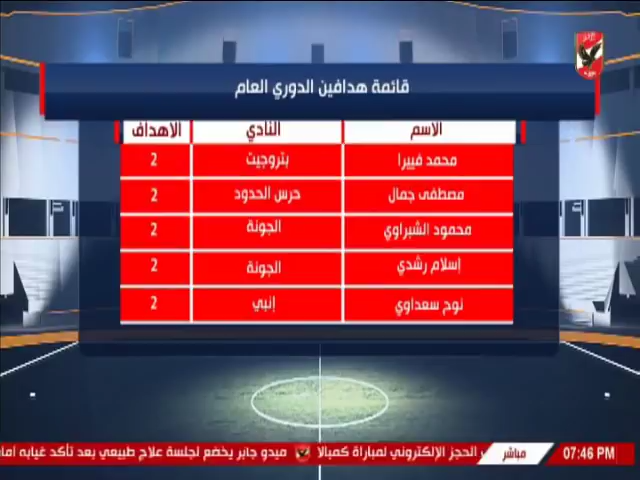 قائمة هدافين الدوري العام
الاسم النادي الاهداف
محمد فييرا بتروجيت 2
مصطفى جمال حرس الحدود 2
محمود الشبراوي الجونة 2
إسلام رشدي الجونة 2
نوح سعداوي إنبي 2
07:46 PM مباشر الحجز الإلكتروني لمباراة كمبالا ميدو جابر يخضع لجلسة علاج طبيعي بعد تأكد غيابه